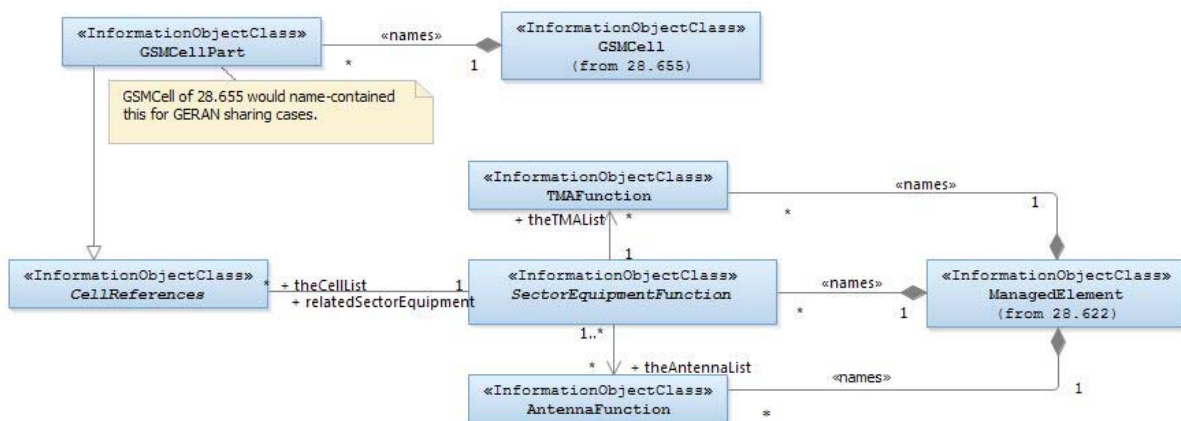 «InformationObjectClass»
GSMCellPart
«names»
*
1
«InformationObjectClass»
GSMCell
(from 28.655)
GSMCell of 28.655 would name-contained
this for GERAN sharing cases.
«InformationObjectClass»
TMAFunction
«names»
*
1
+ theTMAList
*
1
«InformationObjectClass»
CellReferences
* + theCellList
+ relatedSectorEquipment
1
«InformationObjectClass»
SectorEquipmentFunction
«names»
*
1
«InformationObjectClass»
ManagedElement
(from 28.622)
1..*
* + theAntennaList
«InformationObjectClass»
AntennaFunction
«names»
*
1